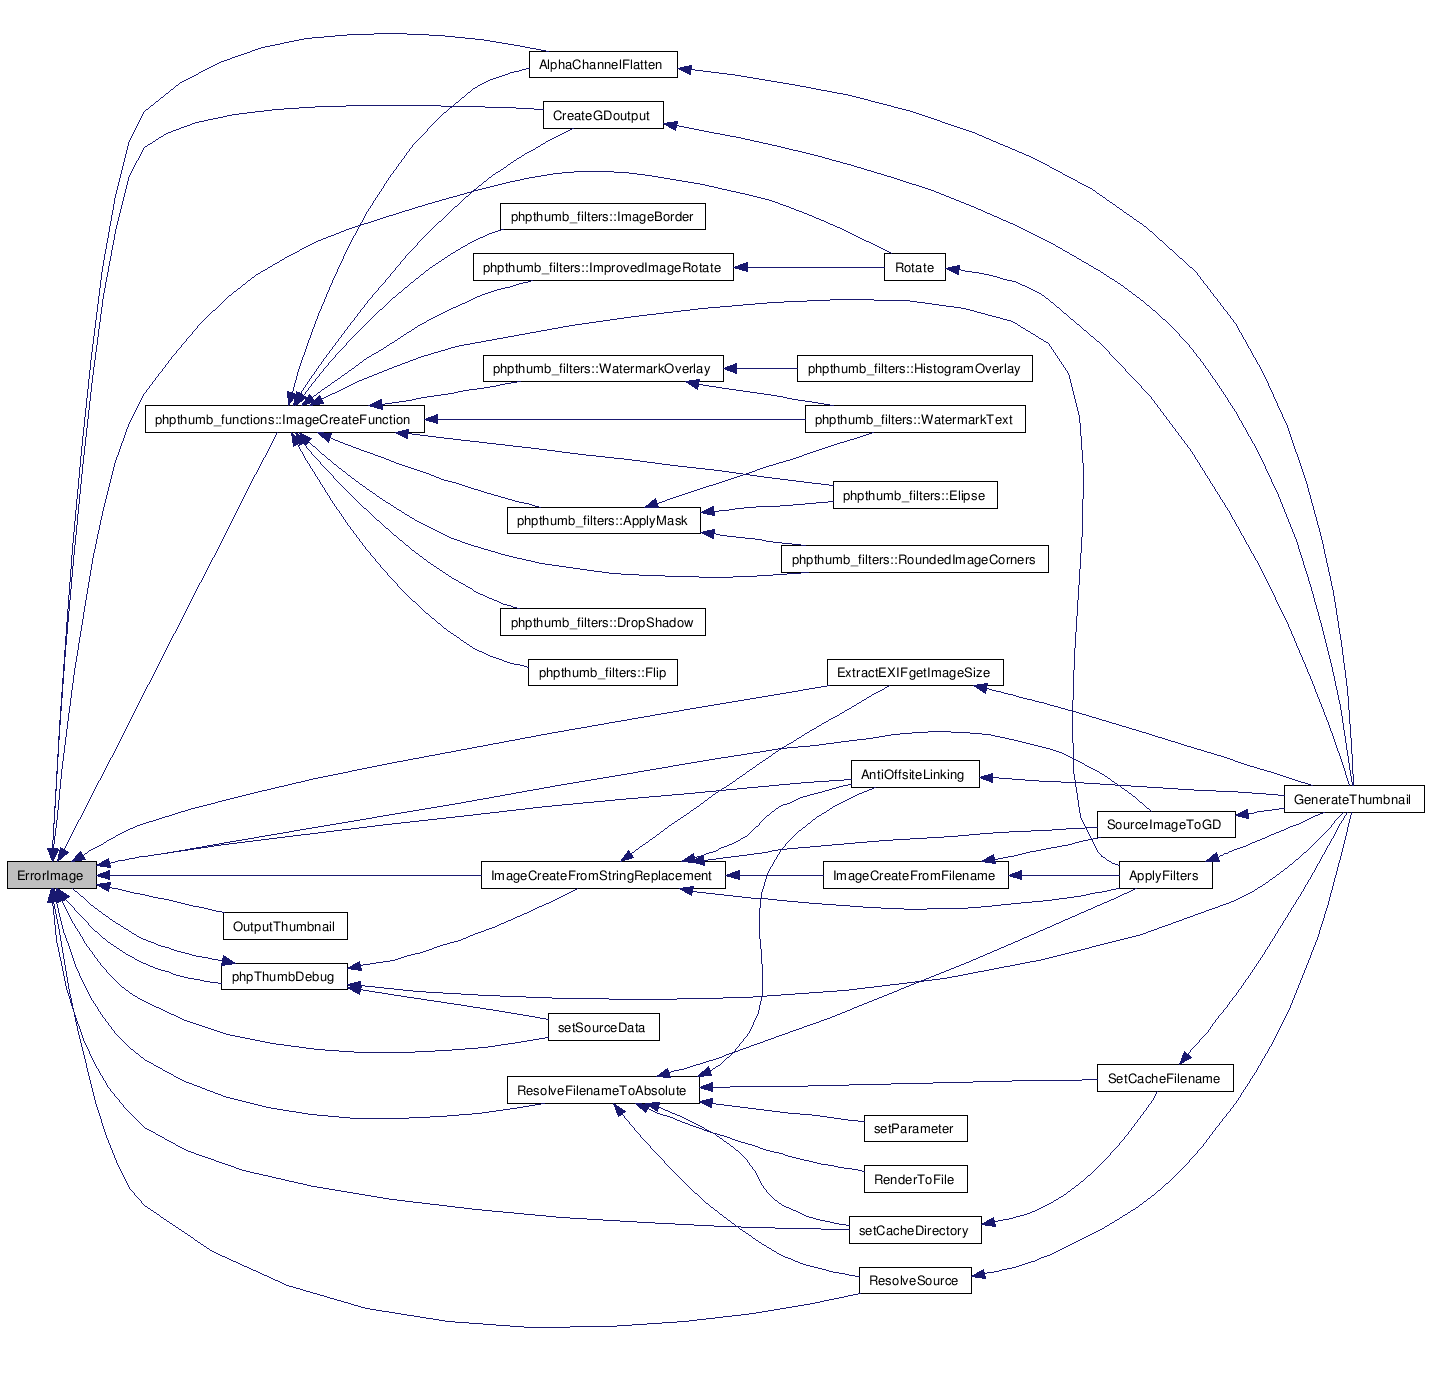 AlphaChannelFlatten
CreateGDoutput
phpthumb_filters::ImageBorder
phpthumb_filters::ImprovedImageRotate
Rotate
phpthumb_filters::WatermarkOverlay
phpthumb_filters::HistogramOverlay
phpthumb_functions::ImageCreateFunction
phpthumb_filters::WatermarkText
phpthumb_filters::Elipse
phpthumb_filters::ApplyMask
phpthumb_filters::RoundedImageCorners
phpthumb_filters::DropShadow
phpthumb_filters::Flip
ExtractEXIFgetImageSize
AntiOffsiteLinking
GenerateThumbnail
SourceImageToGD
ErrorImage
ImageCreateFromStringReplacement
ImageCreateFromFilename
ApplyFilters
OutputThumbnail
phpThumbDebug
setSourceData
ResolveFilenameToAbsolute
SetCacheFilename
setParameter
RenderToFile
setCacheDirectory
ResolveSource